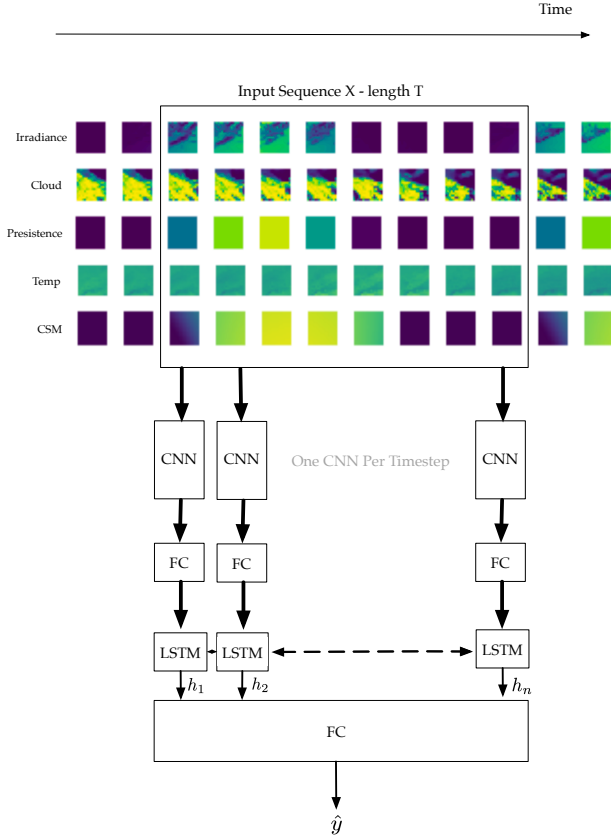 Time
Input Sequence X - length T
Irradiance
Cloud
Presistence
Temp
CSM
CNN CNN One CNN Per Timestep CNN
FC FC FC
LSTM LSTM LSTM
h₁ h₂ hₙ
FC
ŷ